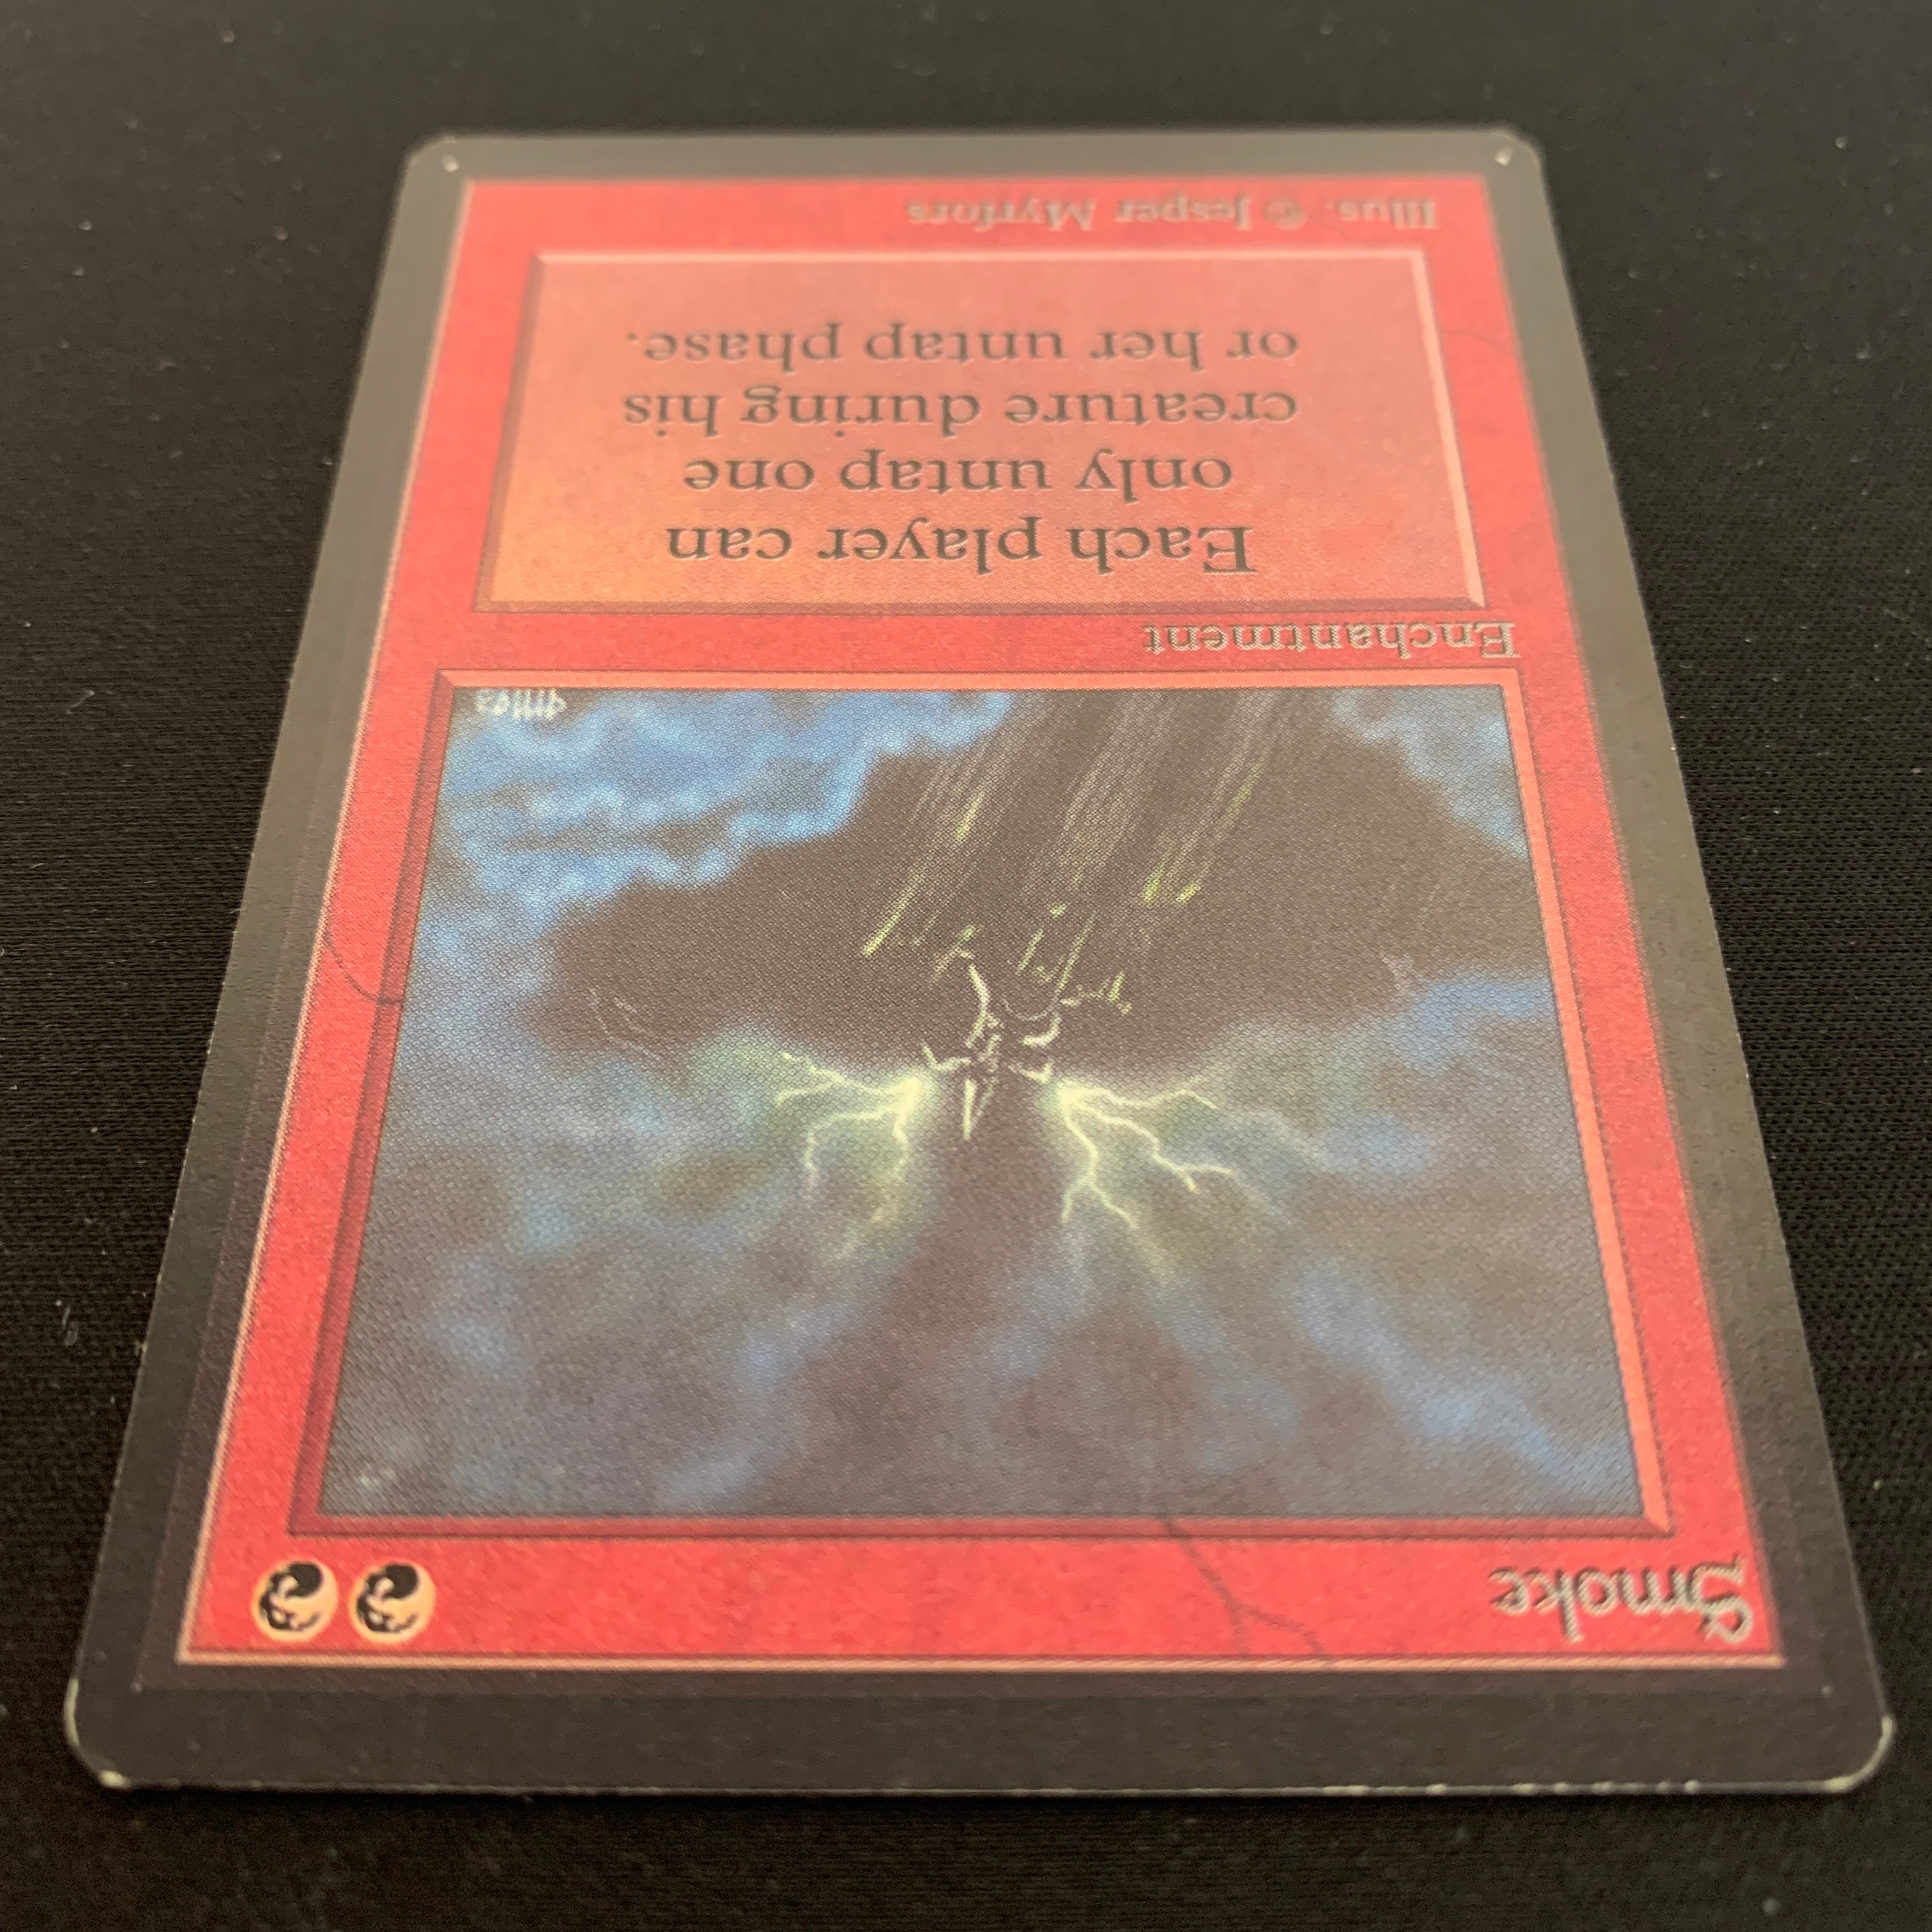 Smoke
Enchantment
Each player can
only untap one
creature during his
or her untap phase.
Illus. © Jesper Myrfors